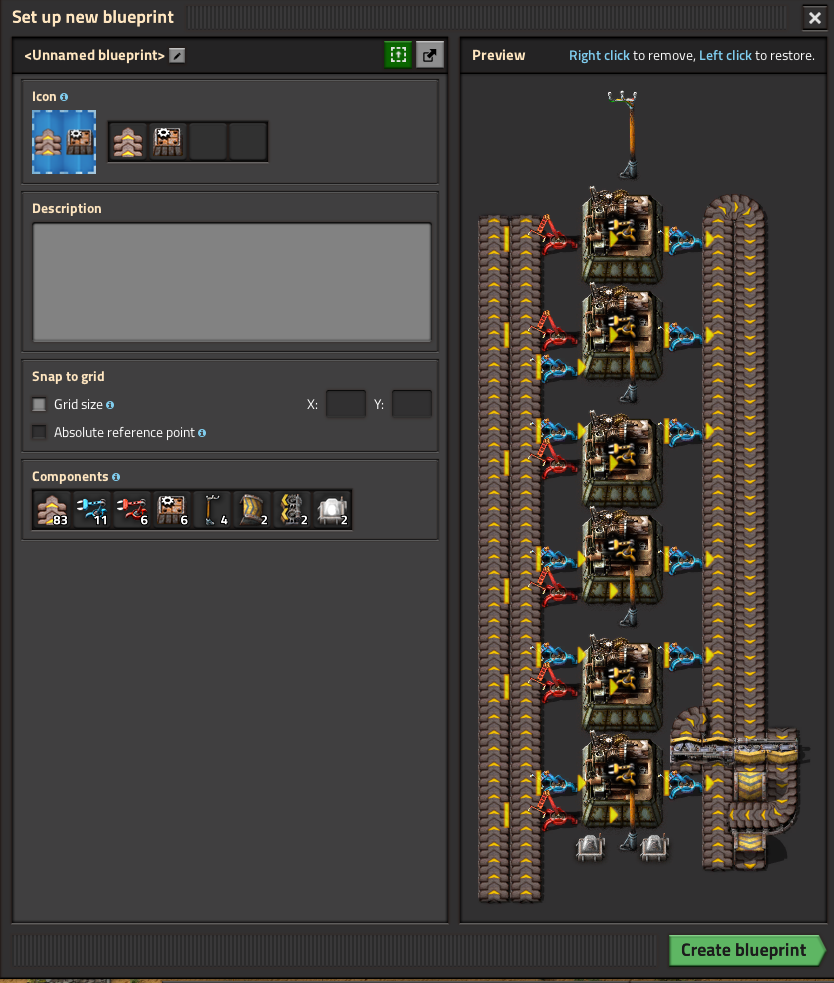 Set up new blueprint
<Unnamed blueprint>
Preview
Right click to remove, Left click to restore.
Icon
Description
Snap to grid
Grid size
X:
Y:
Absolute reference point
Components
83
11
6
6
4
2
2
2
Create blueprint